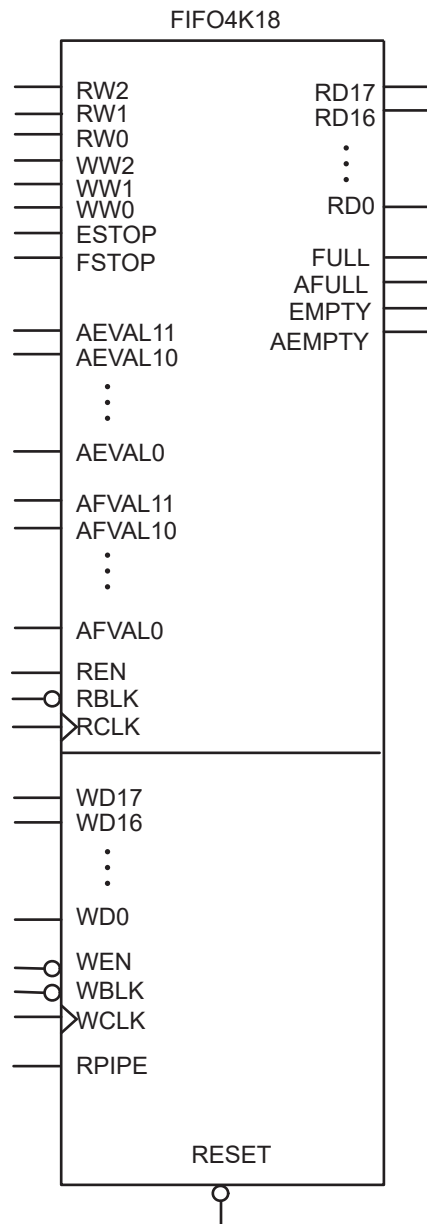 FIFO4K18
RW2
RW1
RW0
WW2
WW1
WW0
ESTOP
FSTOP
AEVAL11
AEVAL10
AEVAL0
AFVAL11
AFVAL10
AFVAL0
REN
RBLK
RCLK
RD17
RD16
RD0
FULL
AFULL
EMPTY
AEMPTY
WD17
WD16
WD0
WEN
WBLK
WCLK
RPIPE
RESET